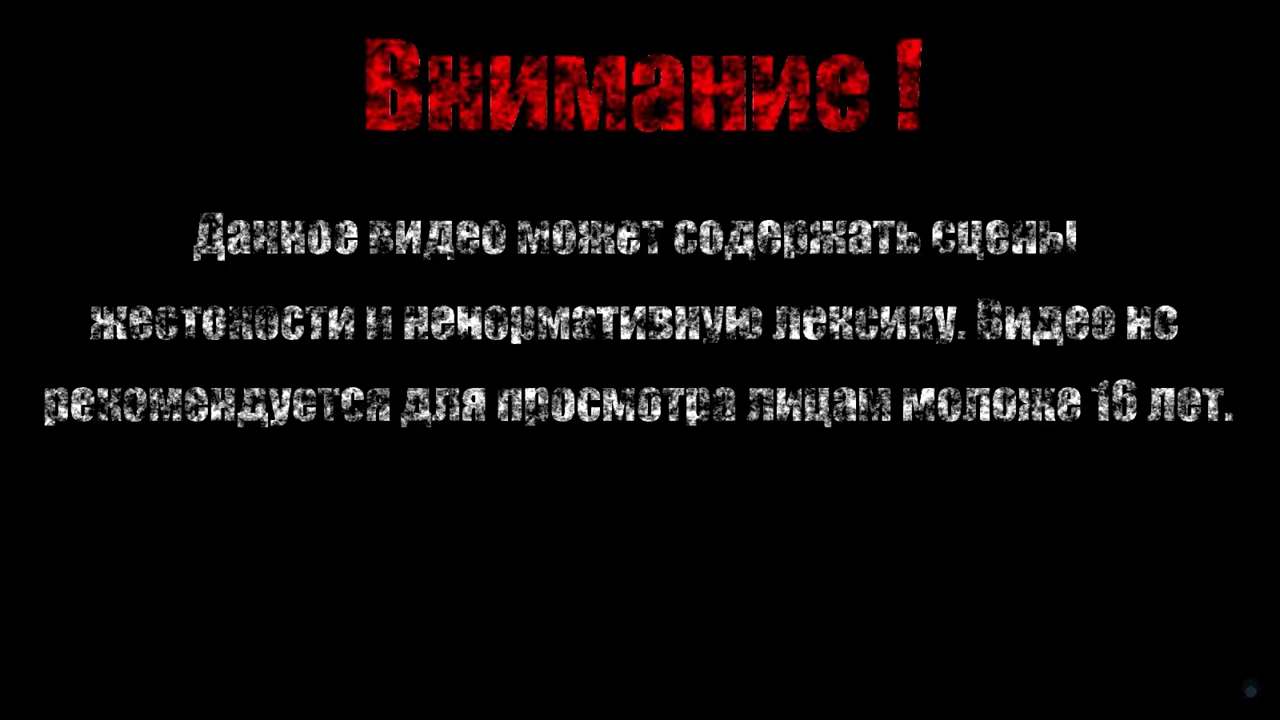 Внимание !
Данное видео может содержать сцены
жестокости и ненормативную лексику. Видео не
рекомендуется для просмотра лицам моложе 16 лет.